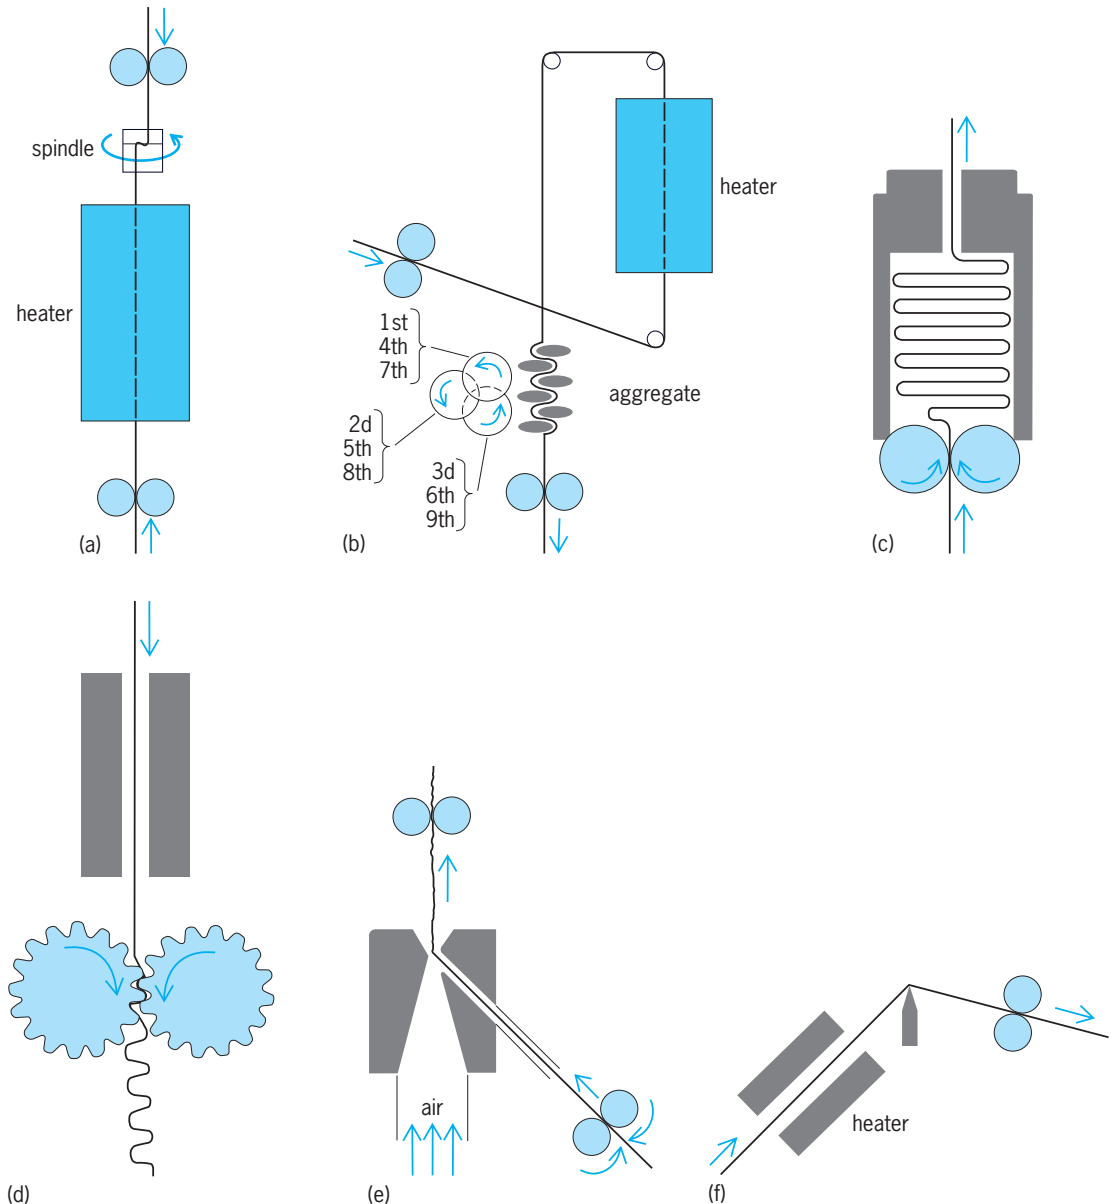 spindle
heater
(a)
heater
1st
4th
7th
2d
5th
8th
3d
6th
9th
aggregate
(b)
(c)
(d)
air
(e)
heater
(f)